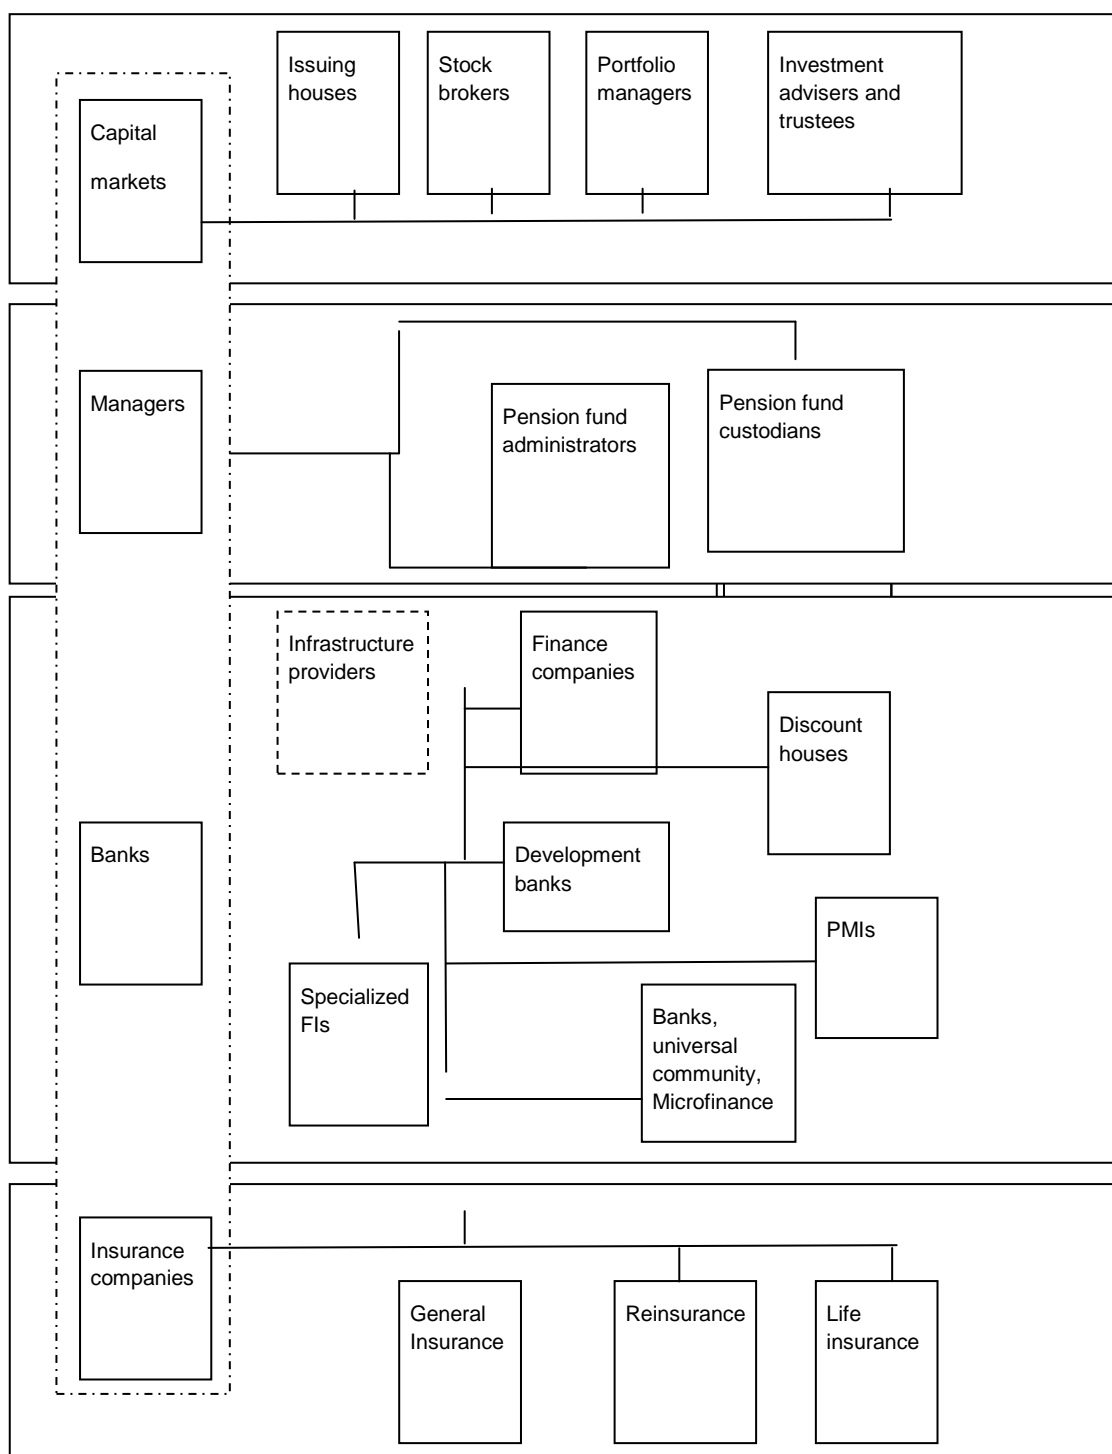 Issuing
houses
Stock
brokers
Portfolio
managers
Investment
advisers and
trustees
Capital
markets
Managers
Pension fund
administrators
Pension fund
custodians
Infrastructure
providers
Finance
companies
Discount
houses
Banks
Development
banks
PMIs
Specialized
FIs
Banks,
universal
community,
Microfinance
Insurance
companies
General
Insurance
Reinsurance
Life
insurance